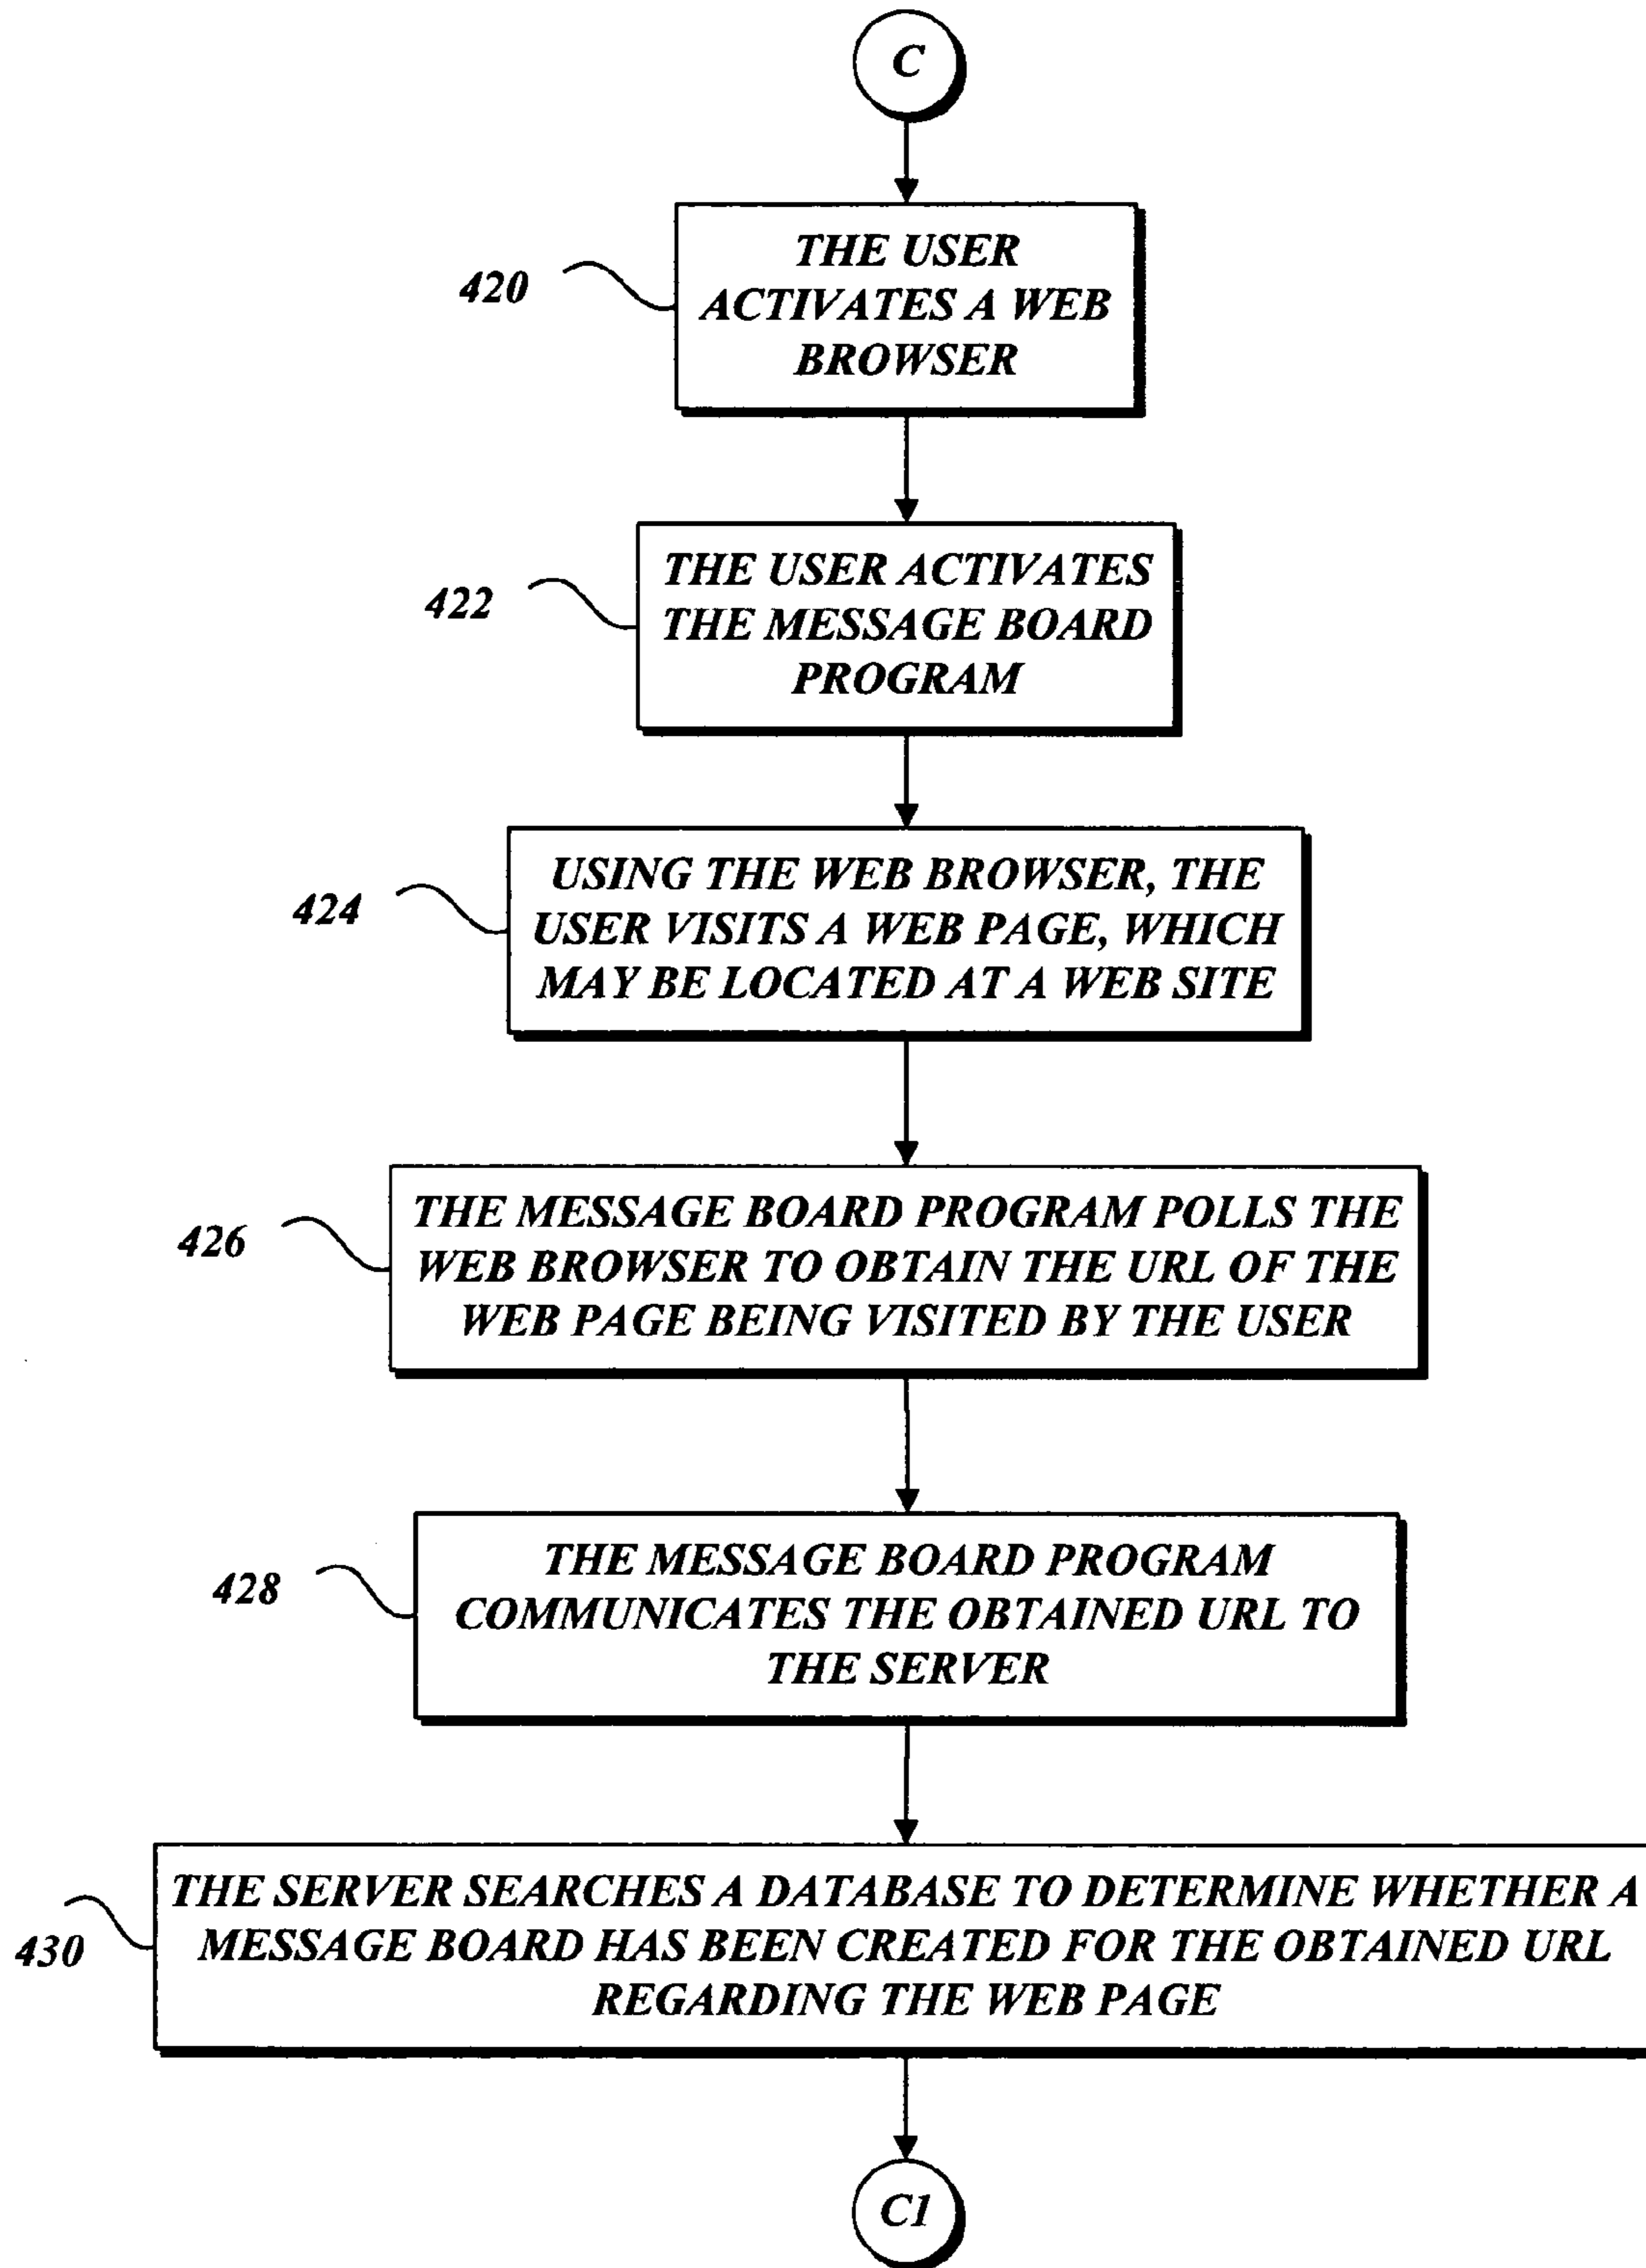 C
420
THE USER
ACTIVATES A WEB
BROWSER
422
THE USER ACTIVATES
THE MESSAGE BOARD
PROGRAM
424
USING THE WEB BROWSER, THE
USER VISITS A WEB PAGE, WHICH
MAY BE LOCATED AT A WEB SITE
426
THE MESSAGE BOARD PROGRAM POLLS THE
WEB BROWSER TO OBTAIN THE URL OF THE
WEB PAGE BEING VISITED BY THE USER
428
THE MESSAGE BOARD PROGRAM
COMMUNICATES THE OBTAINED URL TO
THE SERVER
430
THE SERVER SEARCHES A DATABASE TO DETERMINE WHETHER A
MESSAGE BOARD HAS BEEN CREATED FOR THE OBTAINED URL
REGARDING THE WEB PAGE
C1